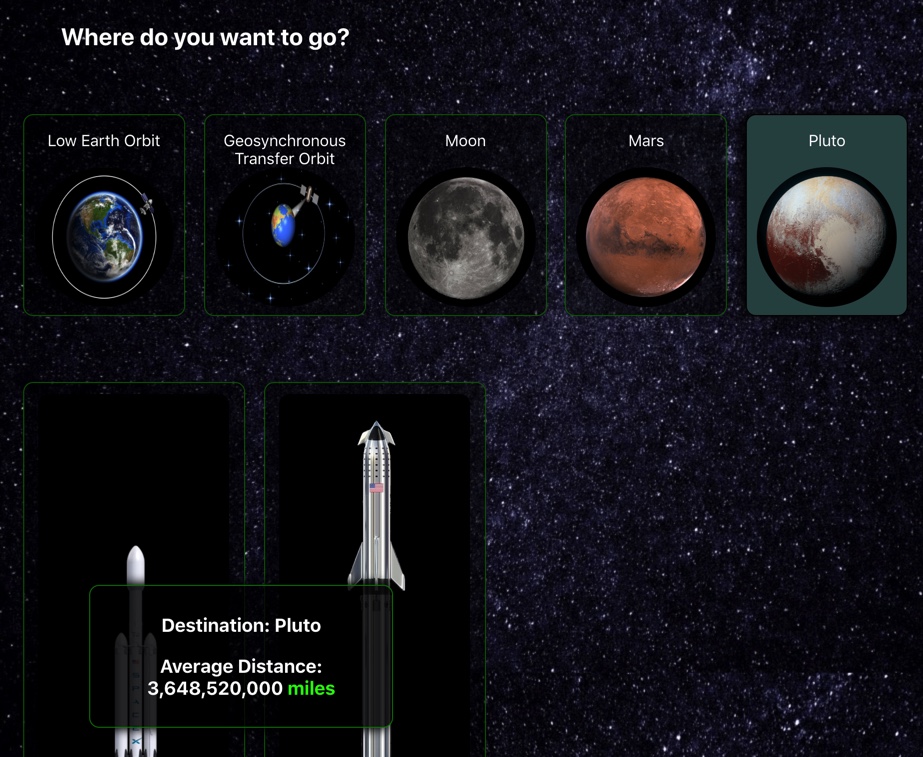 Where do you want to go?
Low Earth Orbit
Geosynchronous
Transfer Orbit
Moon
Mars
Pluto
Destination: Pluto
Average Distance:
3,648,520,000 miles